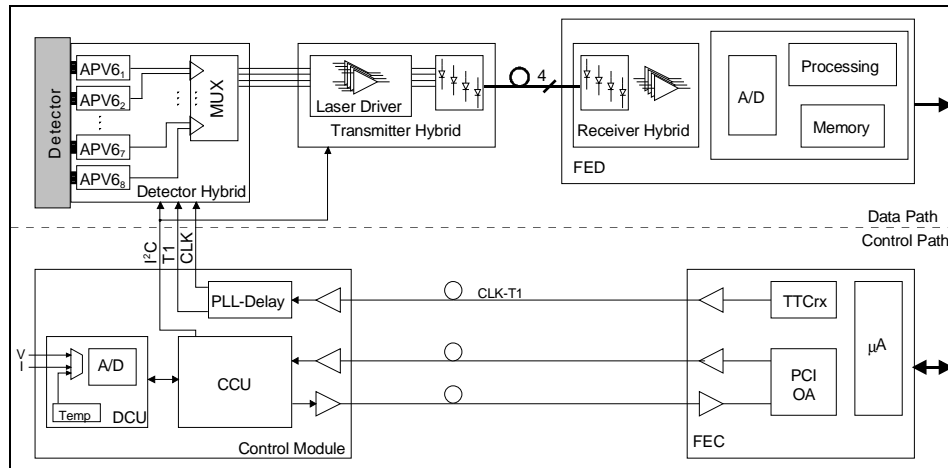 Detector
APV6₁
APV6₂
APV6₇
APV6₈
MUX
Detector Hybrid
Laser Driver
Transmitter Hybrid
4
Receiver Hybrid
A/D
Processing
Memory
FED
Data Path
Control Path
I²C
T1
CLK
PLL-Delay
CLK-T1
TTCrx
V
I
A/D
Temp
DCU
CCU
Control Module
PCI
OA
μA
FEC